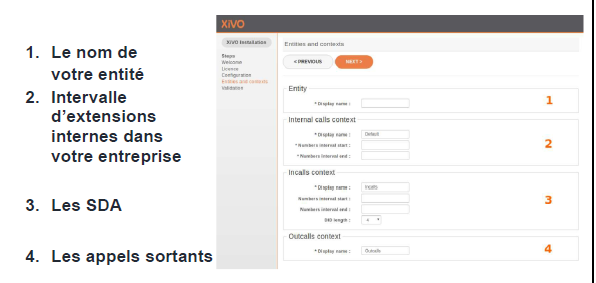 1. Le nom de
votre entité
2. Intervalle
d'extensions
internes dans
votre entreprise
3. Les SDA
4. Les appels sortants
XiVO
XiVO Installation
Steps
Welcome
License
Configuration
Entities and contexts
Validation
Entities and contexts
< PREVIOUS
NEXT >
Entity
* Display name :
1
Internal calls context
* Display name : Default
* Numbers interval start :
* Numbers interval end :
2
Incalls context
* Display name : Incalls
Numbers interval start :
Numbers interval end :
DID length : 4
3
Outcalls context
* Display name : Outcalls
4